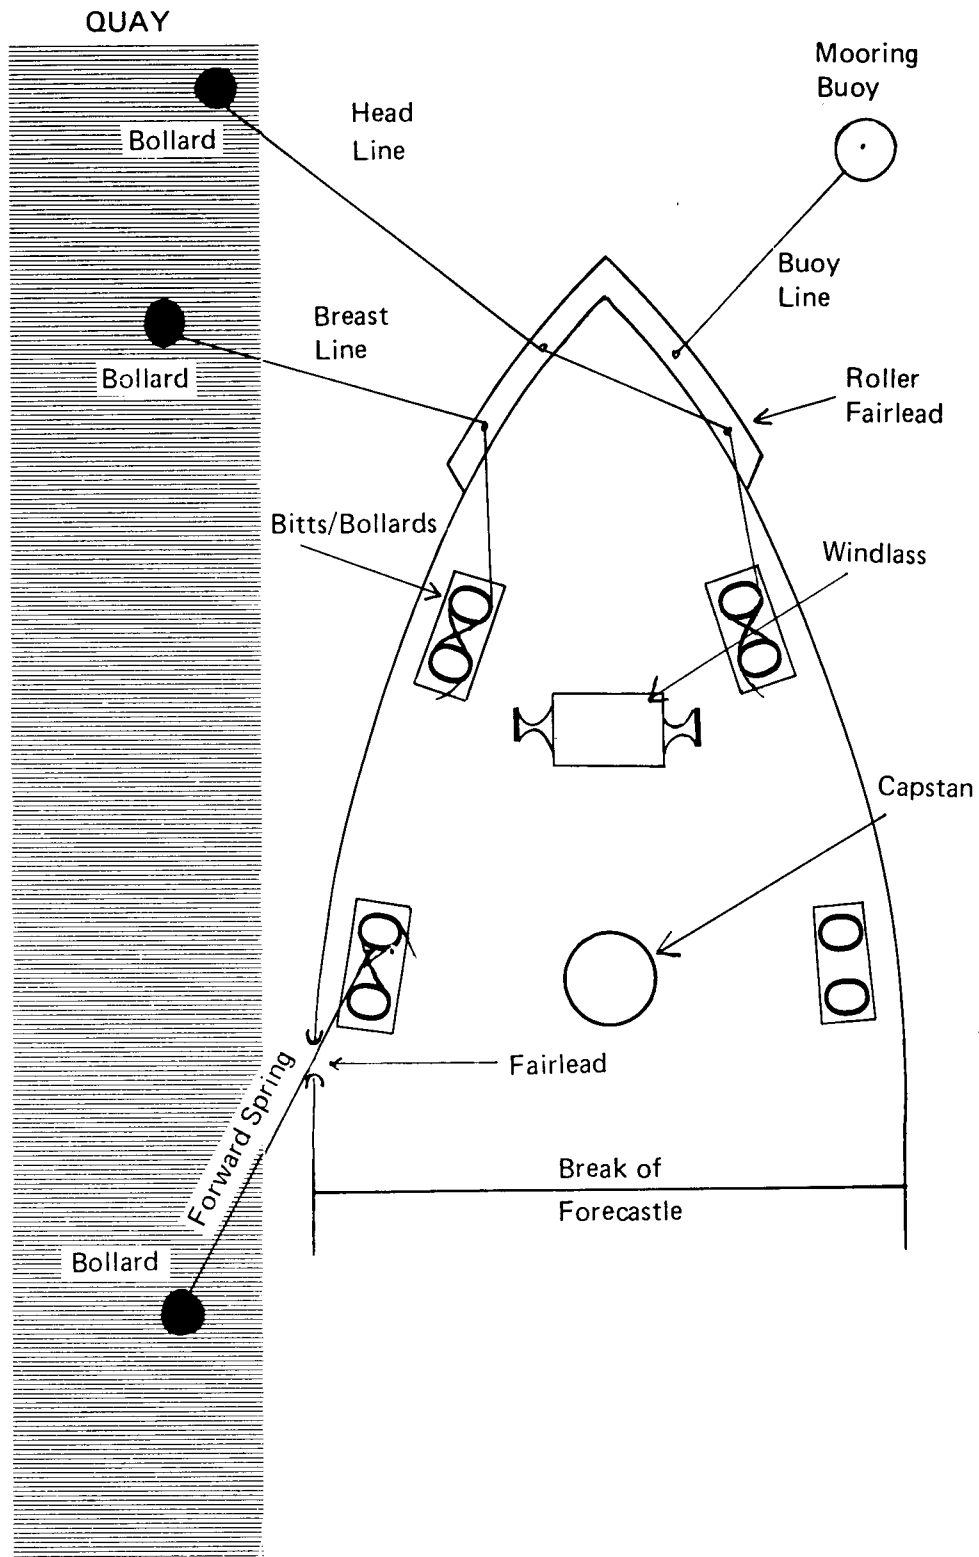 QUAY
Mooring
Buoy
Bollard
Head
Line
Buoy
Line
Breast
Line
Bollard
Roller
Fairlead
Bitts/Bollards
Windlass
Capstan
Fairlead
Forward Spring
Break of
Forecastle
Bollard